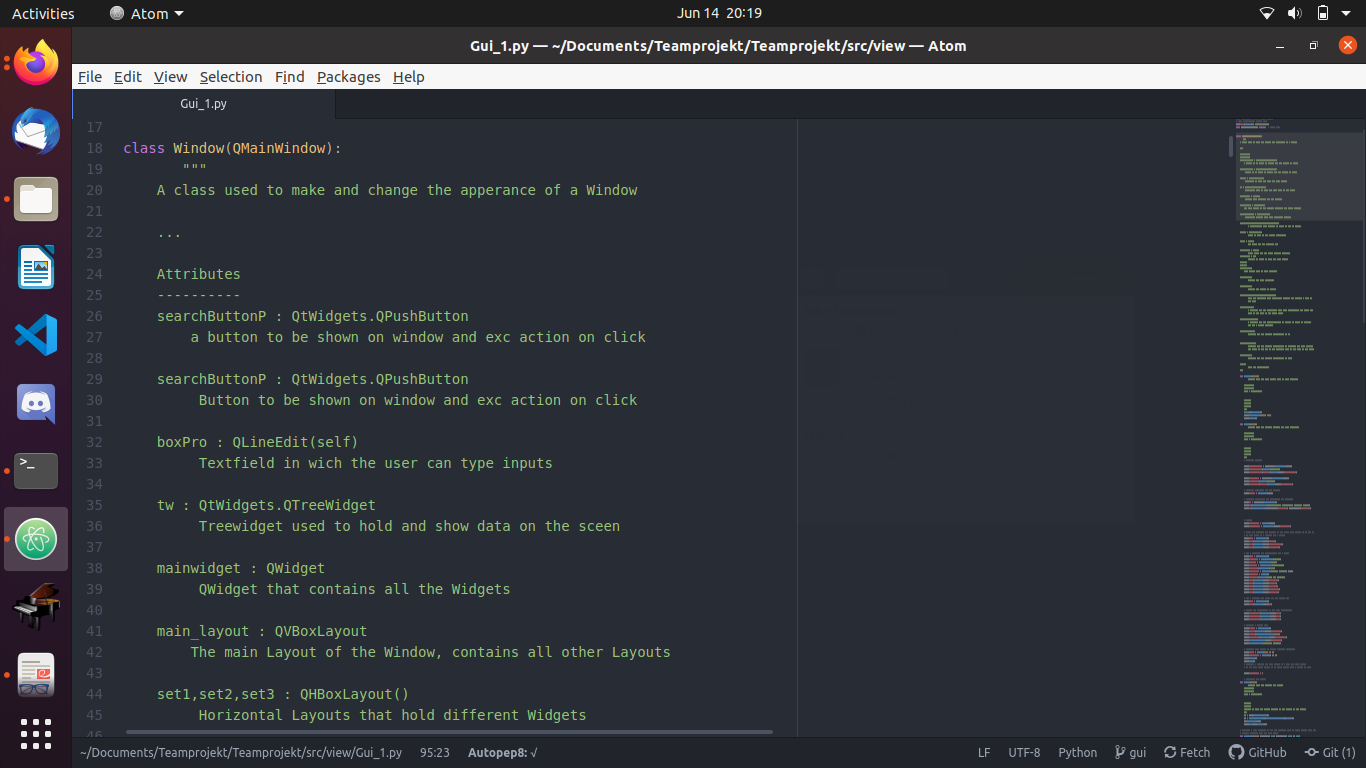 Activities Atom Jun 14 20:19
Gui_1.py — ~/Documents/Teamprojekt/Teamprojekt/src/view — Atom
File Edit View Selection Find Packages Help
Gui_1.py
17
18 class Window(QMainWindow):
19 """
20 A class used to make and change the apperance of a Window
21
22 ...
23
24 Attributes
25 ----------
26 searchButtonP : QtWidgets.QPushButton
27 a button to be shown on window and exc action on click
28
29 searchButtonP : QtWidgets.QPushButton
30 Button to be shown on window and exc action on click
31
32 boxPro : QLineEdit(self)
33 Textfield in wich the user can type inputs
34
35 tw : QtWidgets.QTreeWidget
36 Treewidget used to hold and show data on the sceen
37
38 mainwidget : QWidget
39 QWidget that contains all the Widgets
40
41 main_layout : QVBoxLayout
42 The main Layout of the Window, contains all other Layouts
43
44 set1,set2,set3 : QHBoxLayout()
45 Horizontal Layouts that hold different Widgets
46
~/Documents/Teamprojekt/Teamprojekt/src/view/Gui_1.py 95:23 Autopep8: √ LF UTF-8 Python gui Fetch GitHub Git (1)